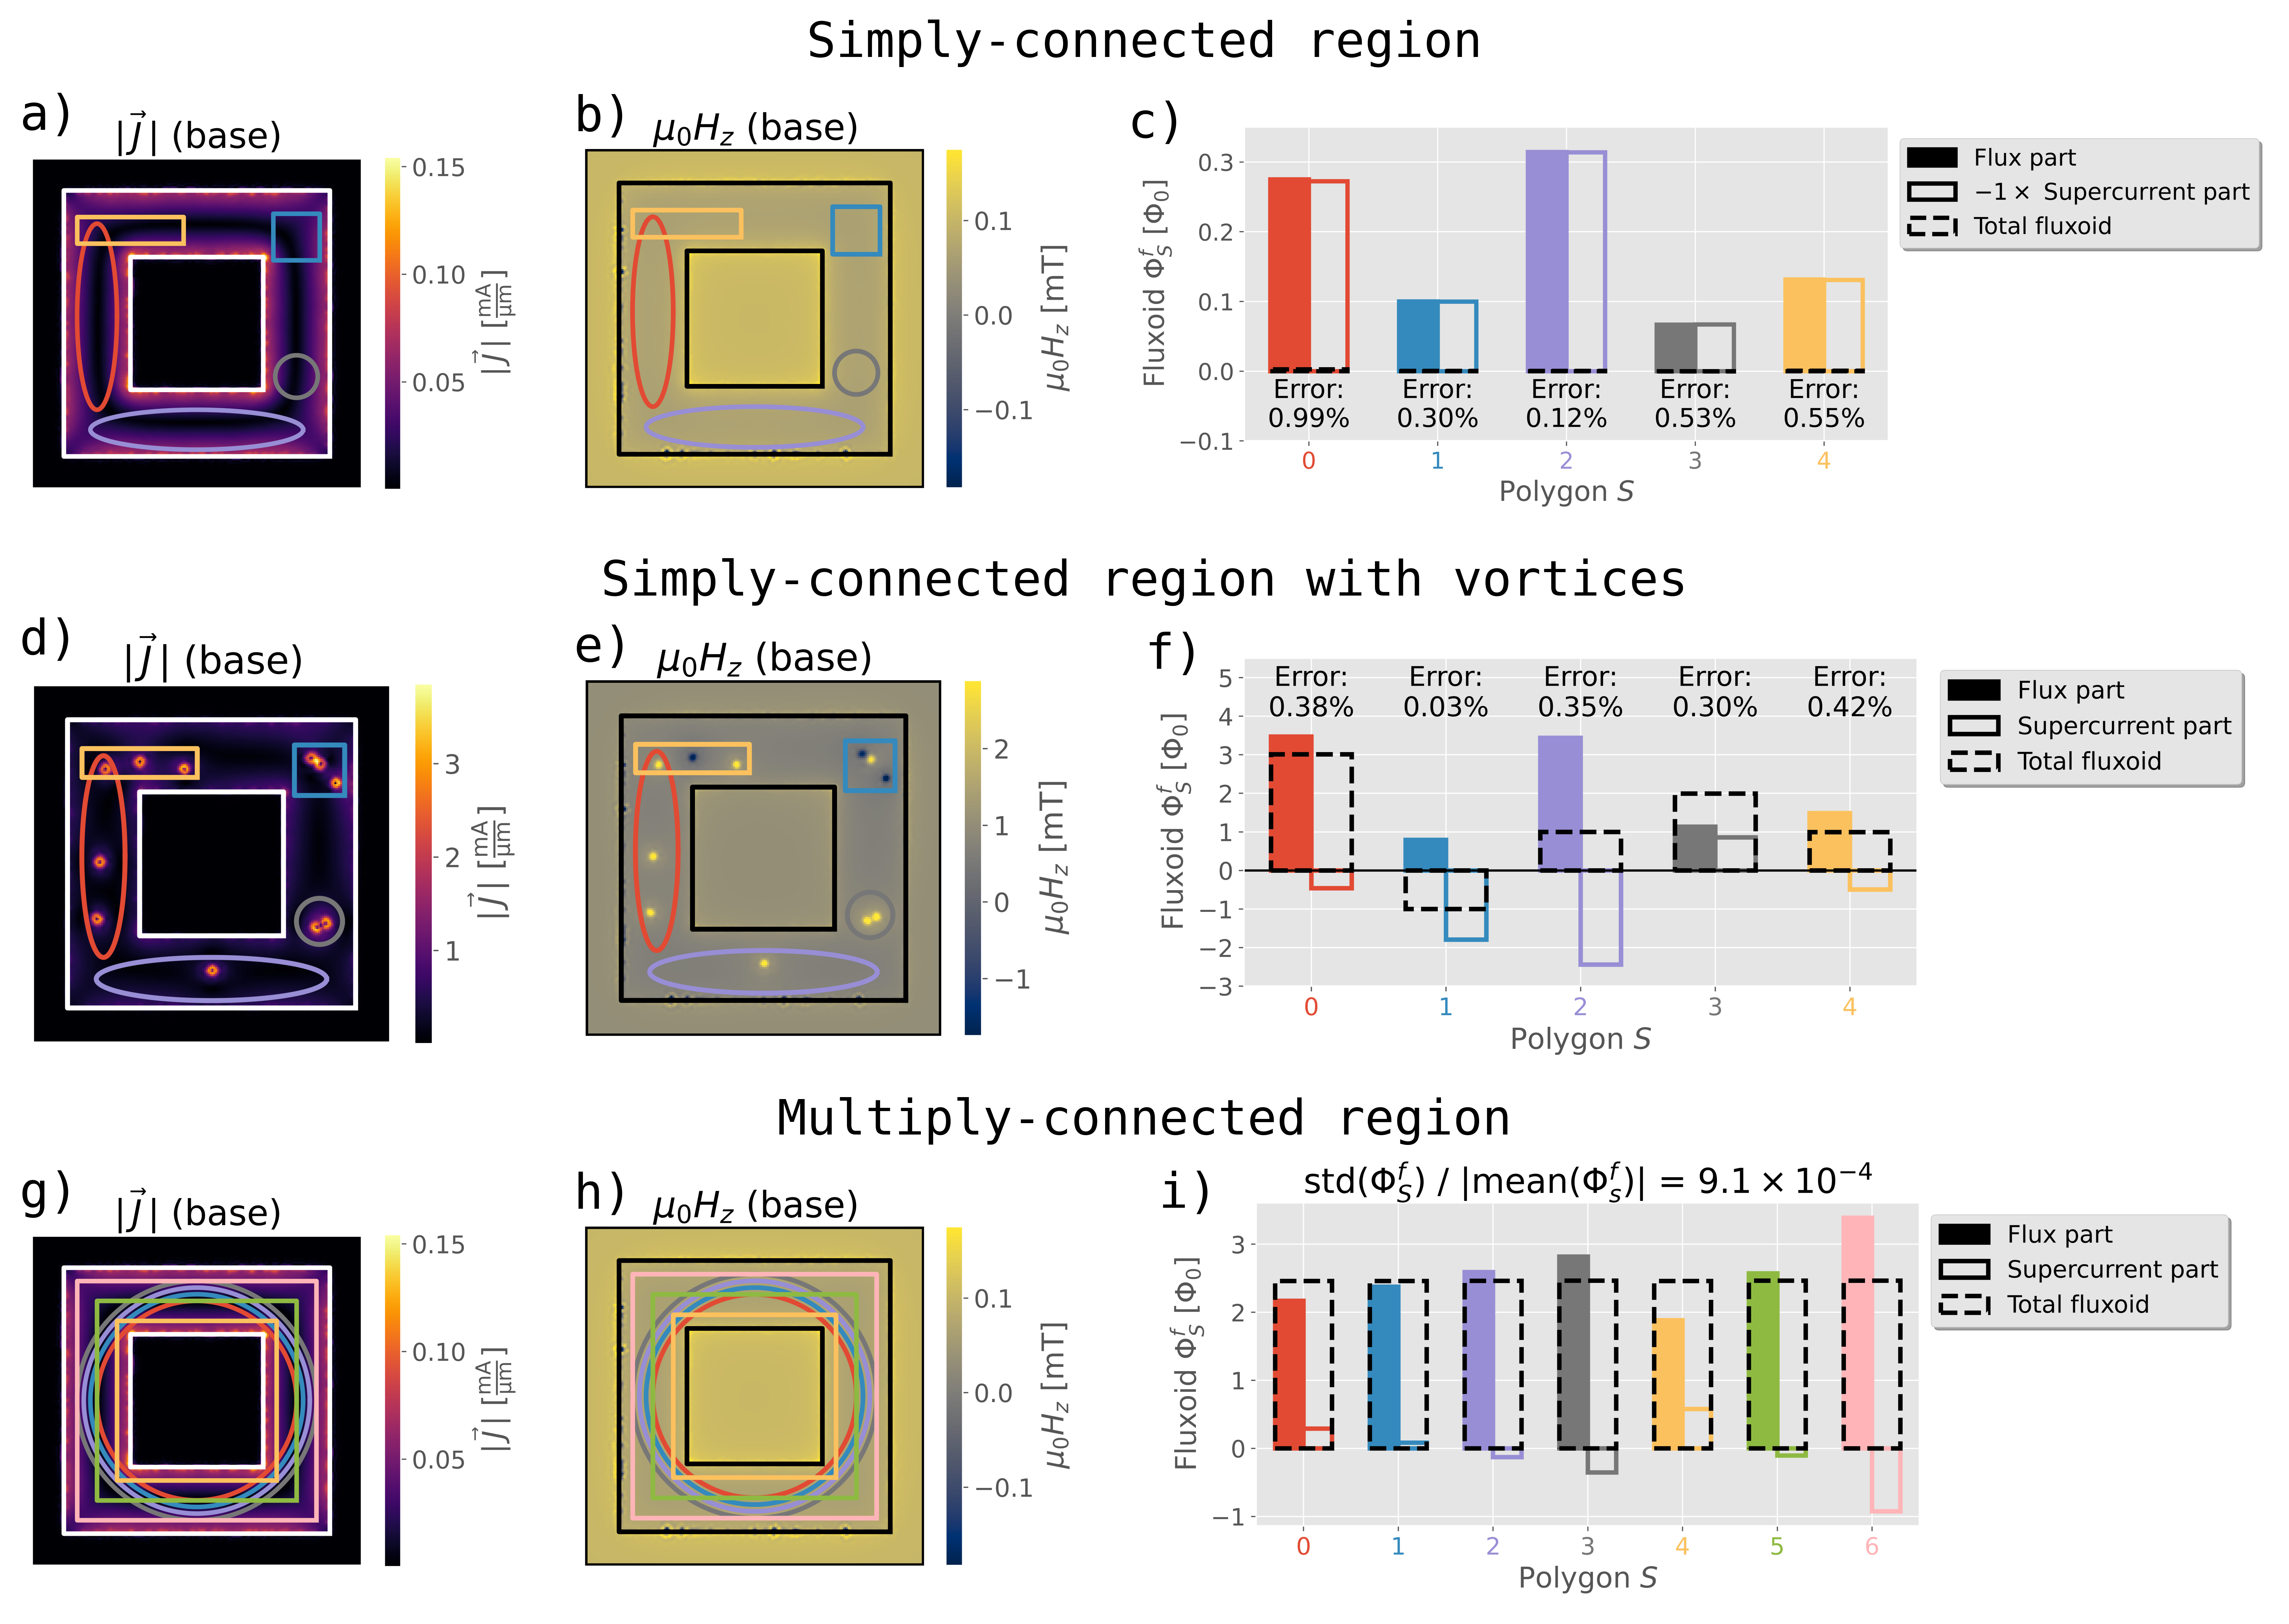 Simply-connected region
a)
|J⃗| (base)
0.15
0.10
0.05
|J⃗| [mA/µm]
b)
μ₀H_z (base)
0.1
0.0
−0.1
μ₀H_z [mT]
c)
Fluxoid Φ_S^f [Φ₀]
0.3
0.2
0.1
0.0
−0.1
Error: Error: Error: Error: Error:
0.99% 0.30% 0.12% 0.53% 0.55%
0 1 2 3 4
Polygon S
Flux part
−1 × Supercurrent part
Total fluxoid
Simply-connected region with vortices
d)
|J⃗| (base)
3
2
1
|J⃗| [mA/µm]
e)
μ₀H_z (base)
2
1
0
−1
μ₀H_z [mT]
f)
Fluxoid Φ_S^f [Φ₀]
5
4
3
2
1
0
−1
−2
−3
Error: Error: Error: Error: Error:
0.38% 0.03% 0.35% 0.30% 0.42%
0 1 2 3 4
Polygon S
Flux part
Supercurrent part
Total fluxoid
Multiply-connected region
g)
|J⃗| (base)
0.15
0.10
0.05
|J⃗| [mA/µm]
h)
μ₀H_z (base)
0.1
0.0
−0.1
μ₀H_z [mT]
i)
std(Φ_S^f) / |mean(Φ_s^f)| = 9.1 × 10⁻⁴
Fluxoid Φ_S^f [Φ₀]
3
2
1
0
−1
0 1 2 3 4 5 6
Polygon S
Flux part
Supercurrent part
Total fluxoid